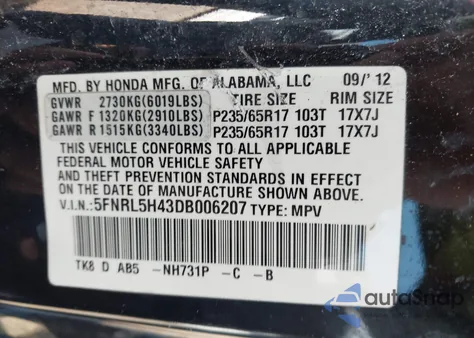 MFD. BY HONDA MFG. OF ALABAMA, LLC 09/'12
GVWR 2730KG(6019LBS) TIRE SIZE RIM SIZE
GAWR F 1320KG(2910LBS) P235/65R17 103T 17X7J
GAWR R 1515KG(3340LBS) P235/65R17 103T 17X7J
THIS VEHICLE CONFORMS TO ALL APPLICABLE
FEDERAL MOTOR VEHICLE SAFETY
AND THEFT PREVENTION STANDARDS IN EFFECT
ON THE DATE OF MANUFACTURE SHOWN ABOVE.
V.I.N.:5FNRL5H43DB006207 TYPE: MPV
TK8 D AB5 -NH731P -C -B
autoSnap